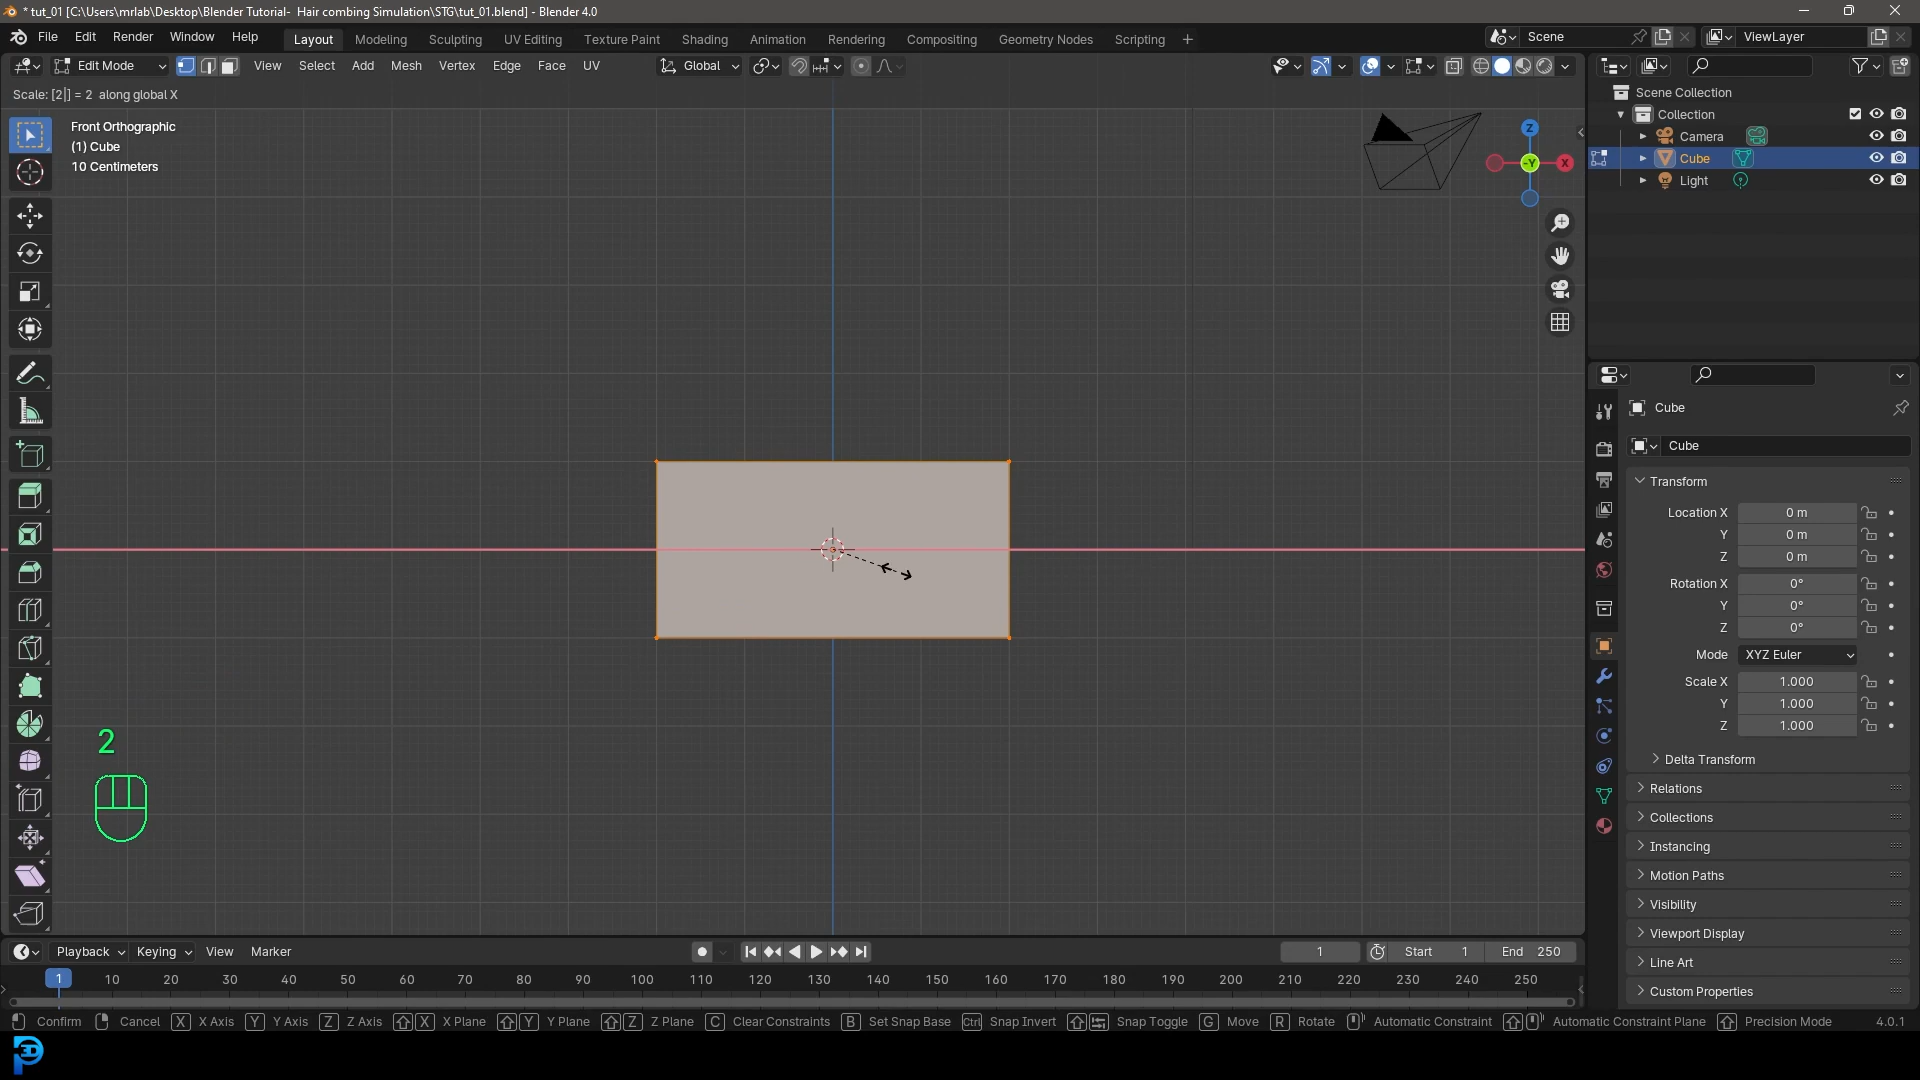 * tut_01 [C:\Users\mrlab\Desktop\Blender Tutorial- Hair combing Simulation\STG\tut_01.blend] - Blender 4.0
File Edit Render Window Help Layout Modeling Sculpting UV Editing Texture Paint Shading Animation Rendering Compositing Geometry Nodes Scripting + Scene ViewLayer
Edit Mode View Select Add Mesh Vertex Edge Face UV Global
Scale: [2|] = 2 along global X
Front Orthographic
(1) Cube
10 Centimeters
Z
-Y X
Scene Collection
Collection
Camera
Cube
Light
Cube
Cube
Transform
Location X 0 m
Y 0 m
Z 0 m
Rotation X 0°
Y 0°
Z 0°
Mode XYZ Euler
Scale X 1.000
Y 1.000
Z 1.000
Delta Transform
Relations
Collections
Instancing
Motion Paths
Visibility
Viewport Display
Line Art
Custom Properties
2
Playback Keying View Marker 1 Start 1 End 250
1 10 20 30 40 50 60 70 80 90 100 110 120 130 140 150 160 170 180 190 200 210 220 230 240 250
Confirm Cancel X X Axis Y Y Axis Z Z Axis X X Plane Y Y Plane Z Z Plane C Clear Constraints B Set Snap Base Ctrl Snap Invert Snap Toggle G Move R Rotate Automatic Constraint Automatic Constraint Plane Precision Mode 4.0.1
3D